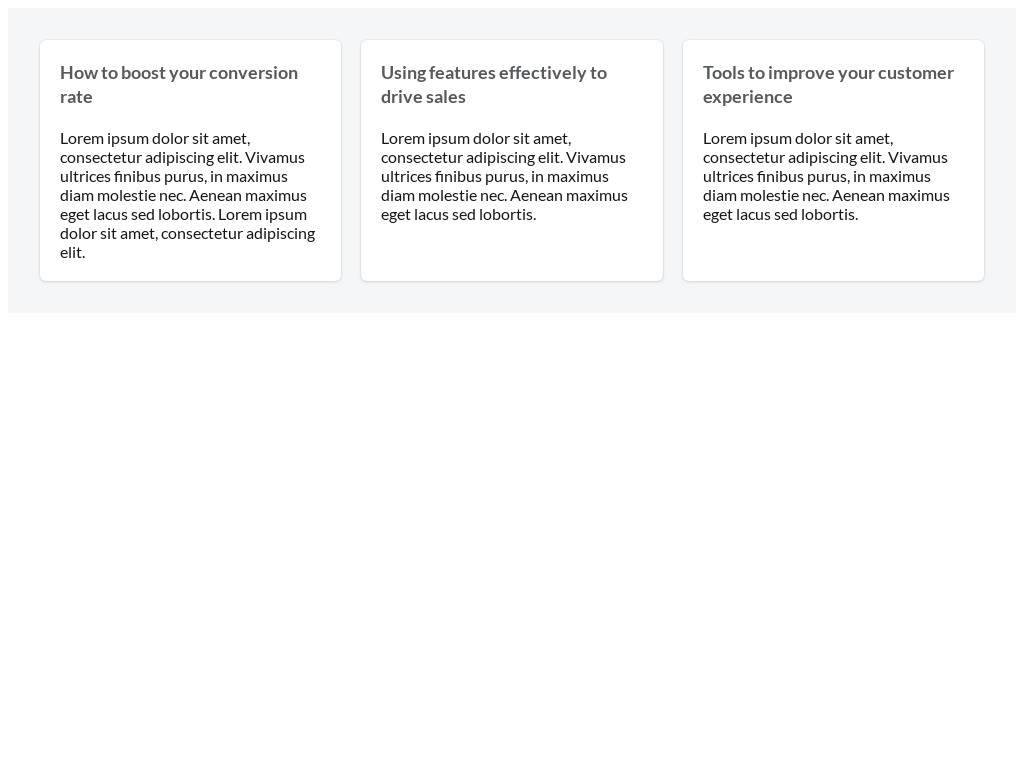 How to boost your conversion
rate
Lorem ipsum dolor sit amet,
consectetur adipiscing elit. Vivamus
ultrices finibus purus, in maximus
diam molestie nec. Aenean maximus
eget lacus sed lobortis. Lorem ipsum
dolor sit amet, consectetur adipiscing
elit.
Using features effectively to
drive sales
Lorem ipsum dolor sit amet,
consectetur adipiscing elit. Vivamus
ultrices finibus purus, in maximus
diam molestie nec. Aenean maximus
eget lacus sed lobortis.
Tools to improve your customer
experience
Lorem ipsum dolor sit amet,
consectetur adipiscing elit. Vivamus
ultrices finibus purus, in maximus
diam molestie nec. Aenean maximus
eget lacus sed lobortis.